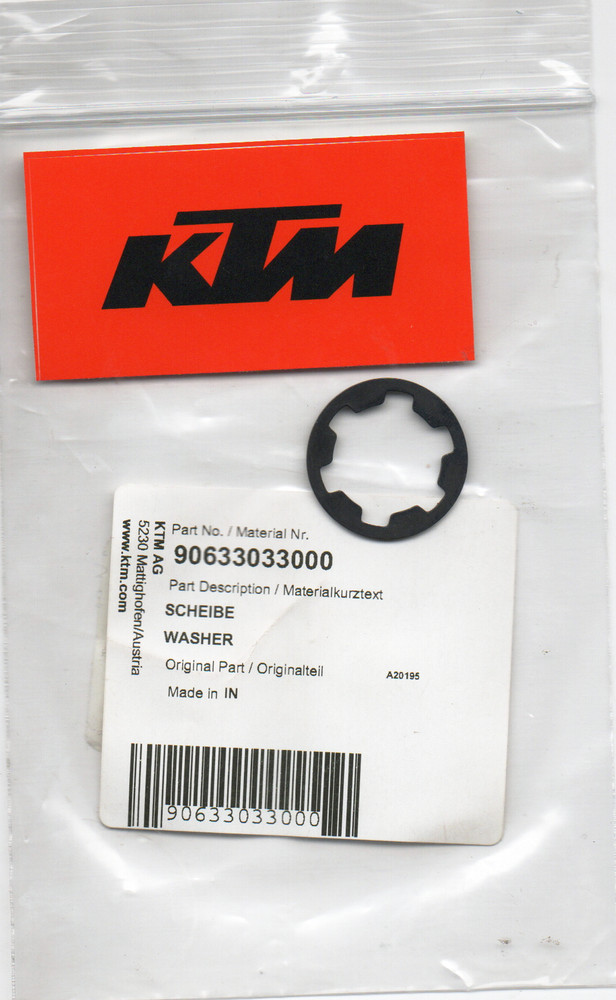 KTM
KTM AG
5230 Mattighofen/Austria
www.ktm.com
Part No. / Material Nr.
90633033000
Part Description / Materialkurztext
SCHEIBE
WASHER
Original Part / Originalteil
A20195
Made in IN
90633033000